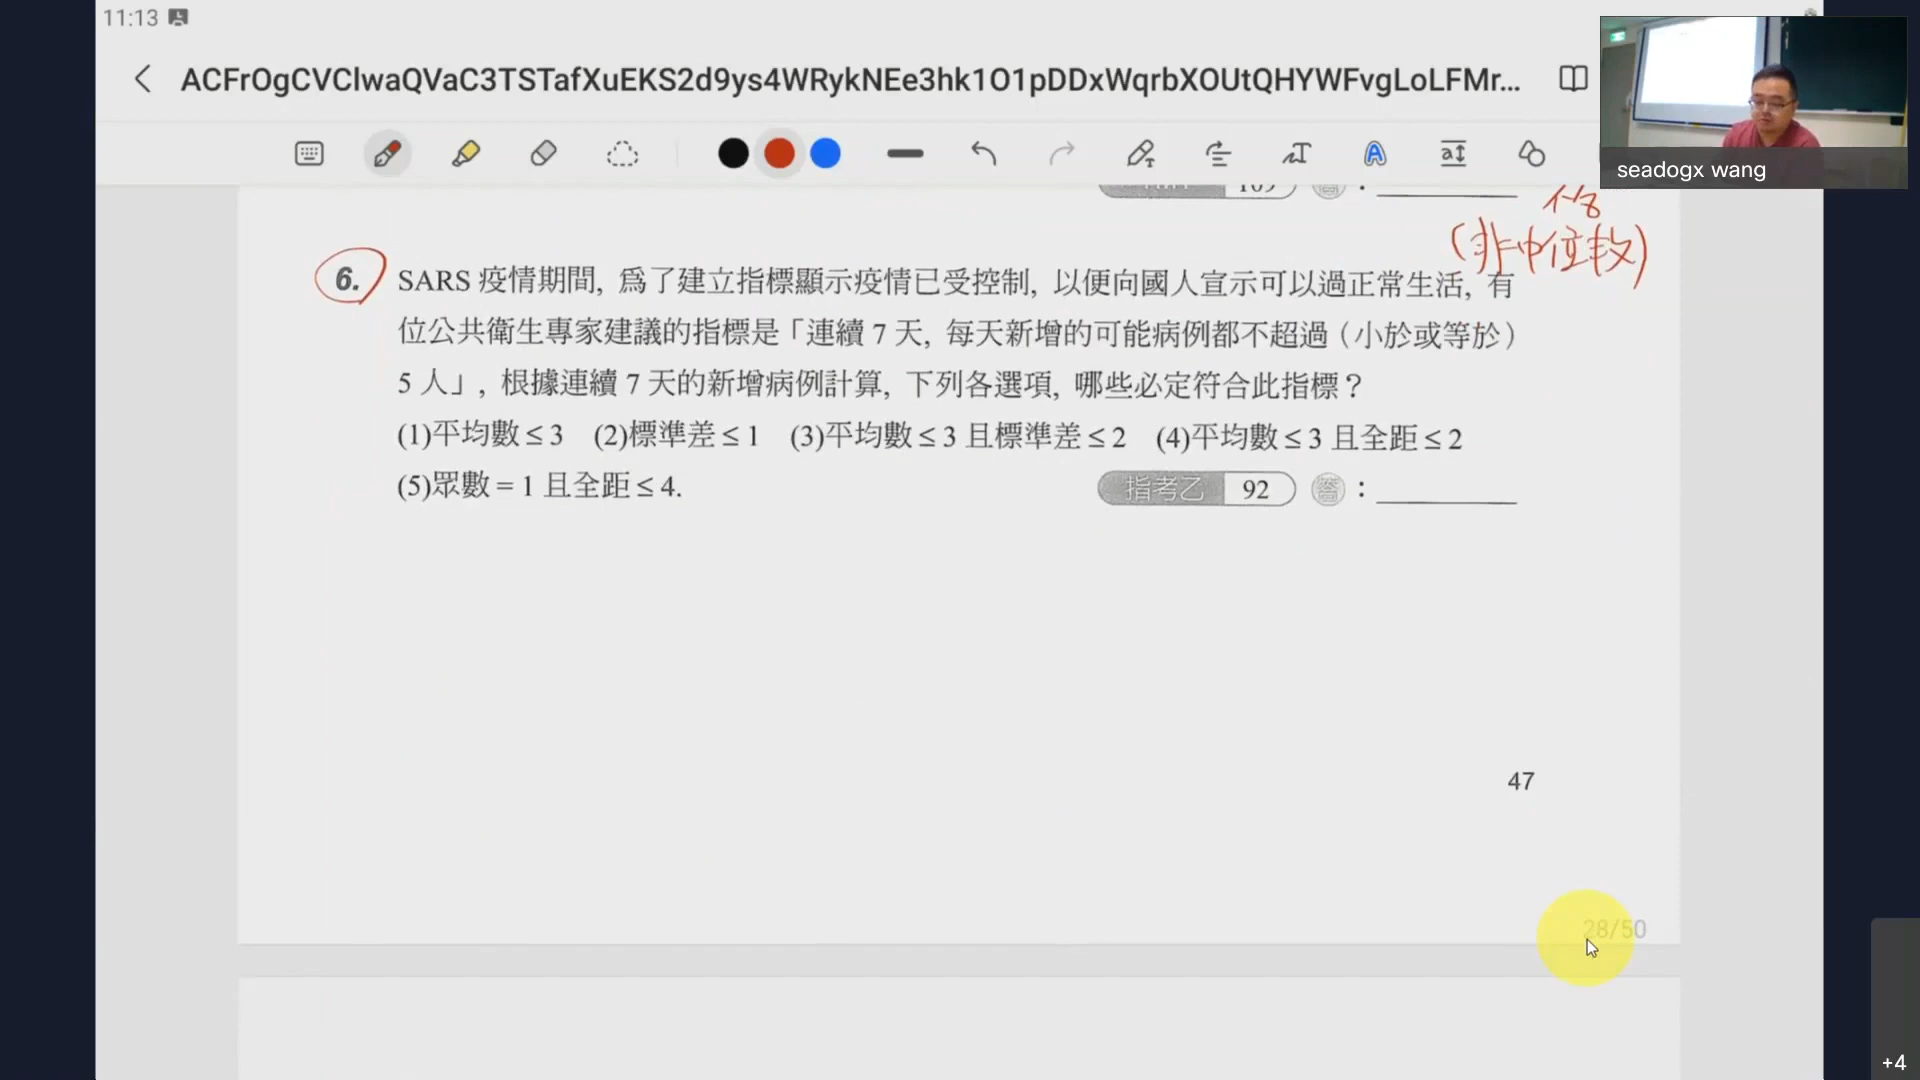 11:13
ACFrOgCVClwaQVaC3TSTafXuEKS2d9ys4WRykNEe3hk1O1pDDxWqrbXOUtQHYWFvgLoLFMr...
seadogx wang
109 答:
(非中位數)
6. SARS 疫情期間, 為了建立指標顯示疫情已受控制, 以便向國人宣示可以過正常生活, 有
位公共衛生專家建議的指標是「連續 7 天, 每天新增的可能病例都不超過(小於或等於)
5 人」, 根據連續 7 天的新增病例計算, 下列各選項, 哪些必定符合此指標?
(1)平均數 ≤ 3 (2)標準差 ≤ 1 (3)平均數 ≤ 3 且標準差 ≤ 2 (4)平均數 ≤ 3 且全距 ≤ 2
(5)眾數 = 1 且全距 ≤ 4. 指考乙 92 答:
47
28/50
+4